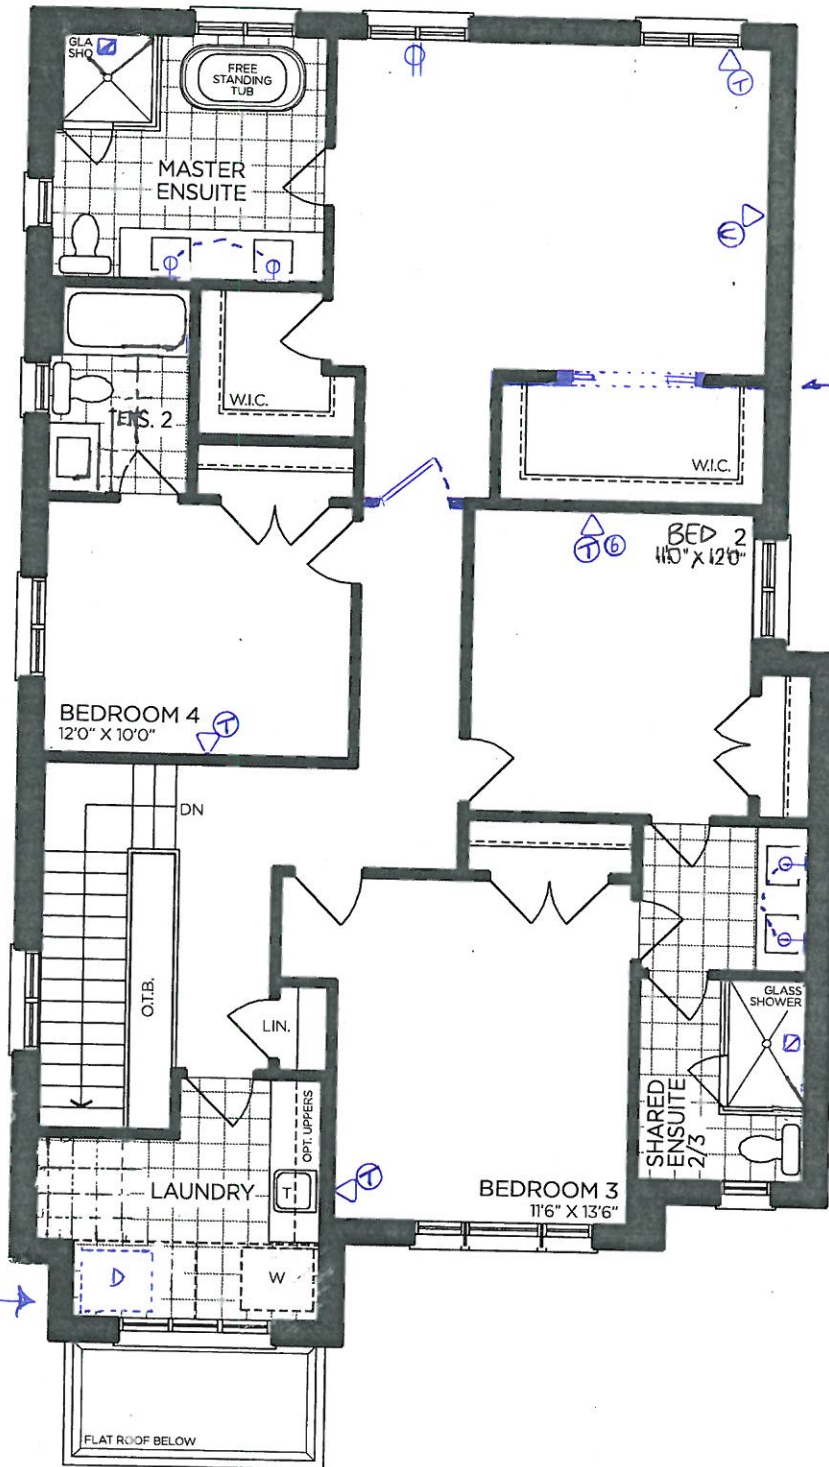 GLA
SHO
FREE
STANDING
TUB
T
MASTER
ENSUITE
W.I.C.
W.I.C.
ENS. 2
BED 2
11'0" X 12'0"
T 6
BEDROOM 4
12'0" X 10'0"
T
DN
O.T.B.
LIN.
GLASS
SHOWER
OPT. UPPERS
SHARED
ENSUITE
2/3
LAUNDRY
T
T
BEDROOM 3
11'6" X 13'6"
D
W
FLAT ROOF BELOW